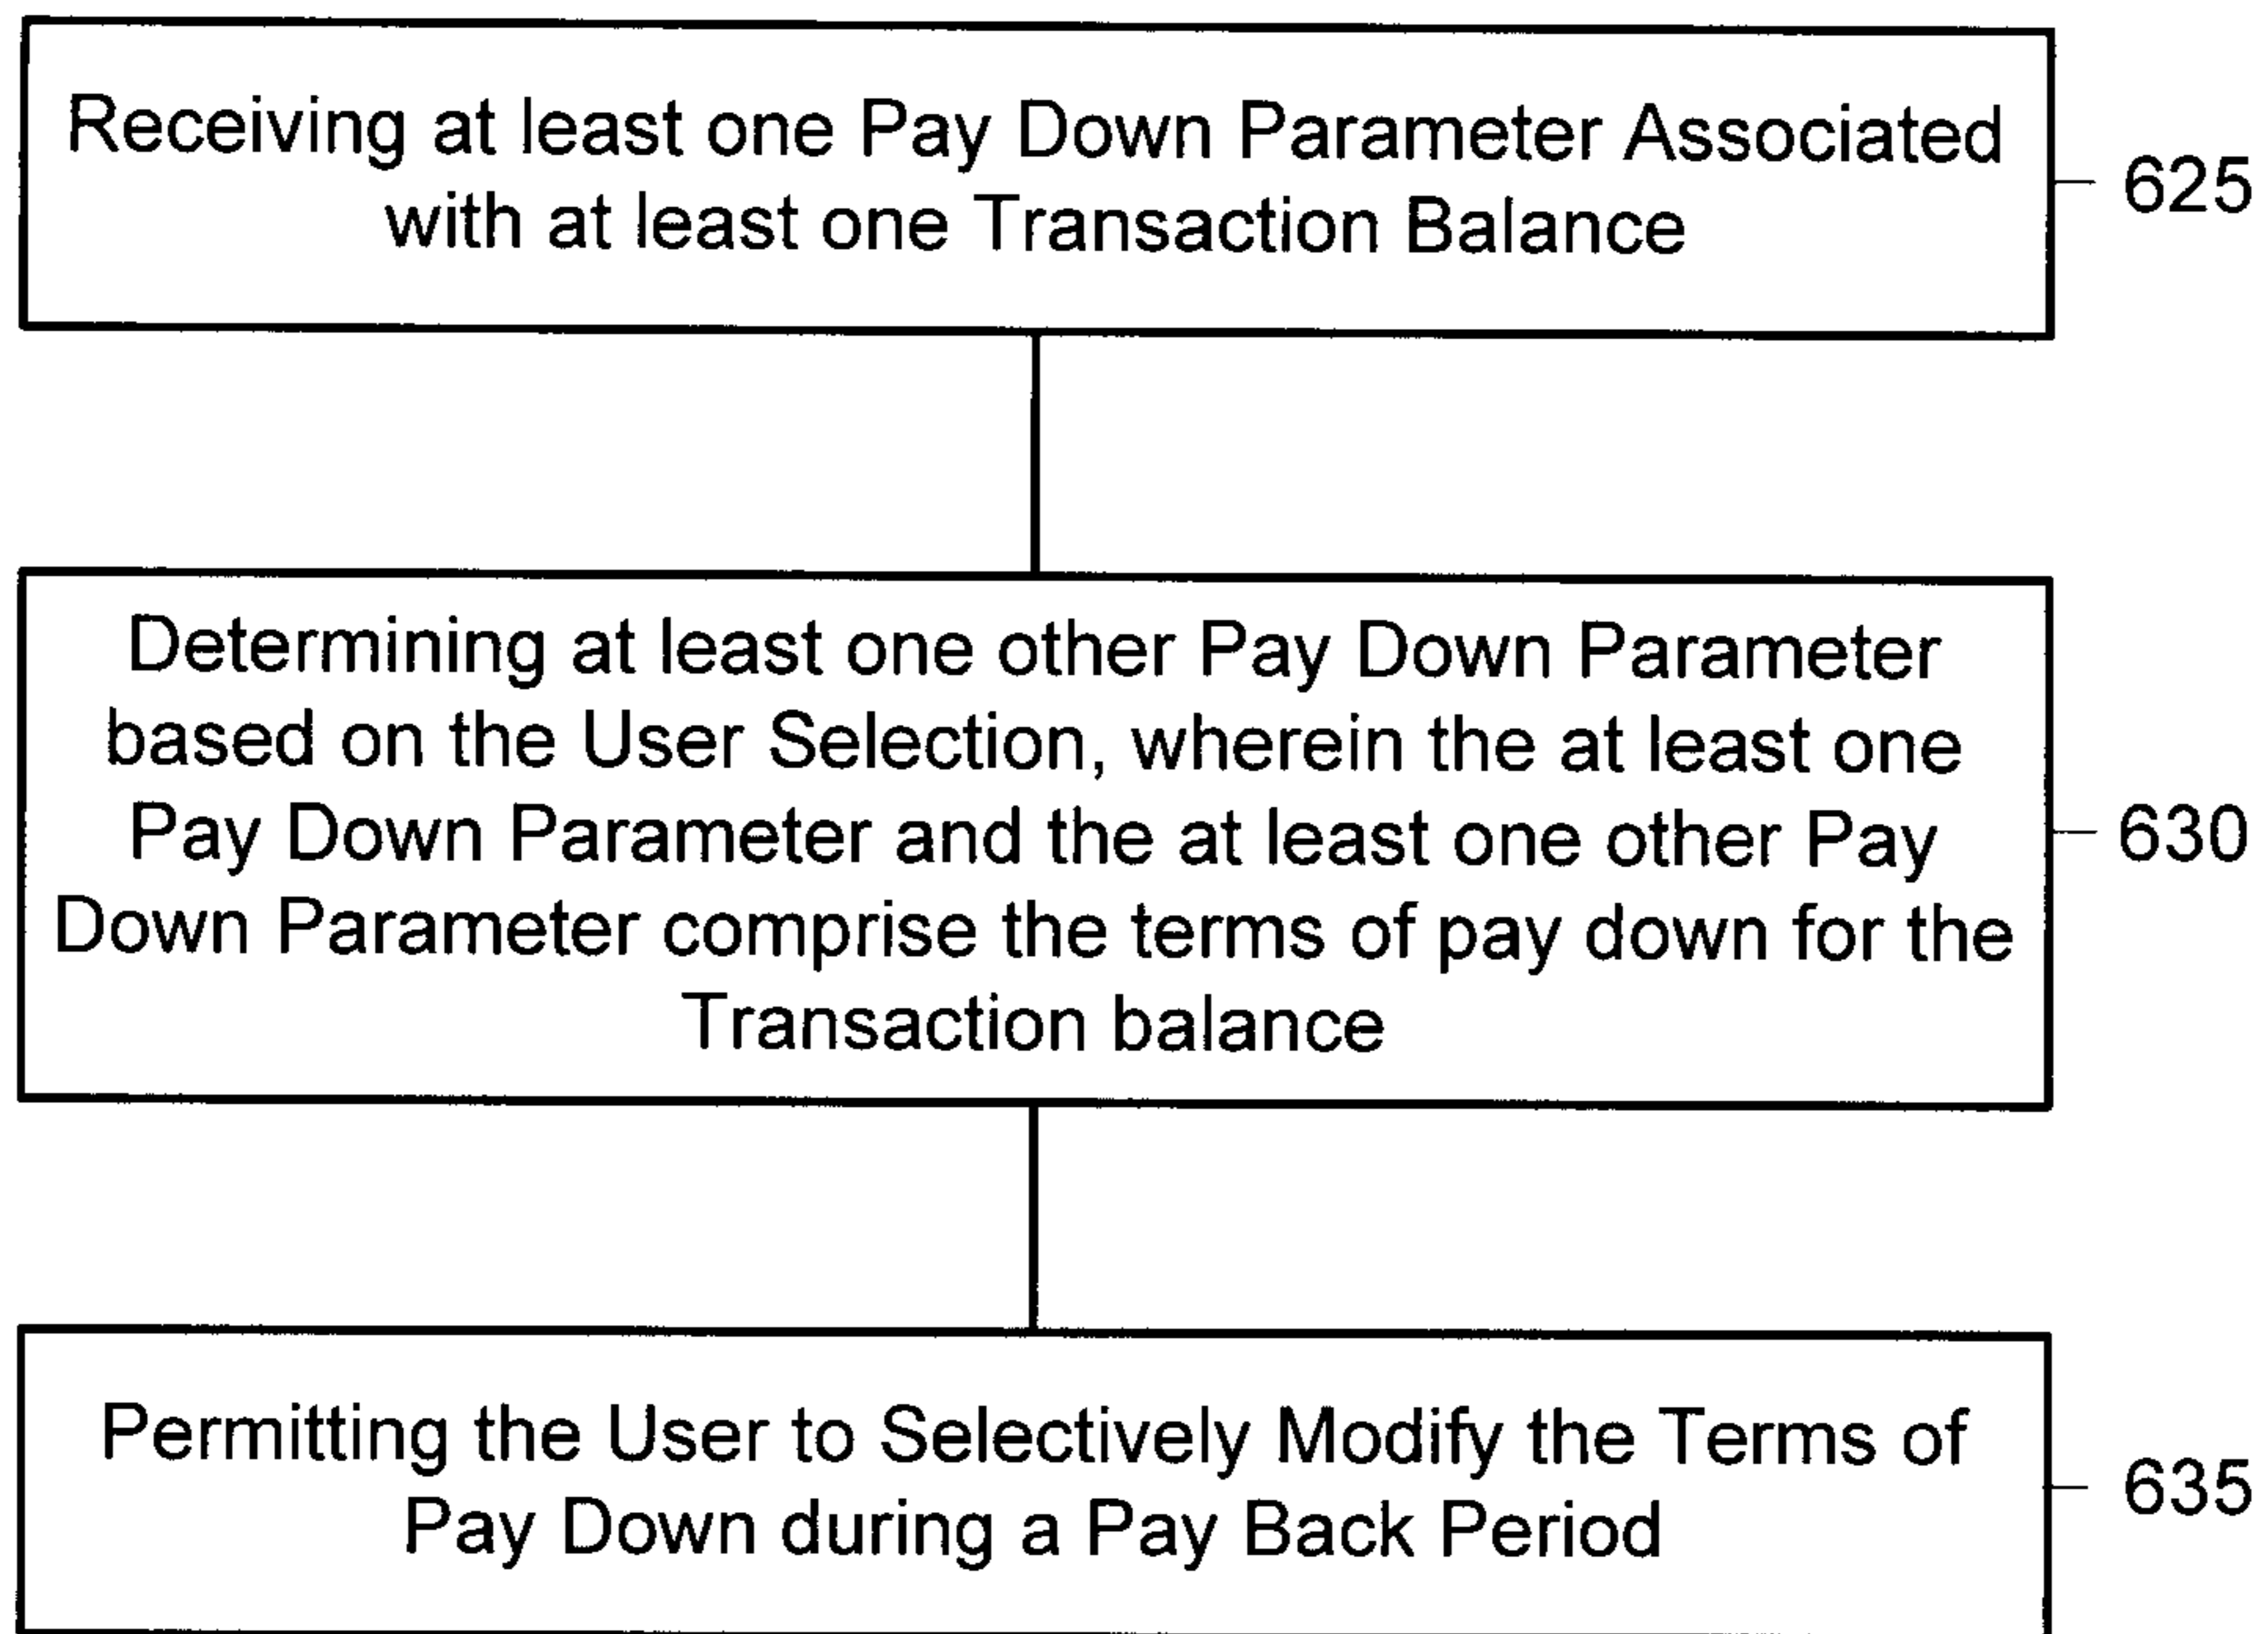 Receiving at least one Pay Down Parameter Associated
with at least one Transaction Balance
625
Determining at least one other Pay Down Parameter
based on the User Selection, wherein the at least one
Pay Down Parameter and the at least one other Pay
Down Parameter comprise the terms of pay down for the
Transaction balance
630
Permitting the User to Selectively Modify the Terms of
Pay Down during a Pay Back Period
635